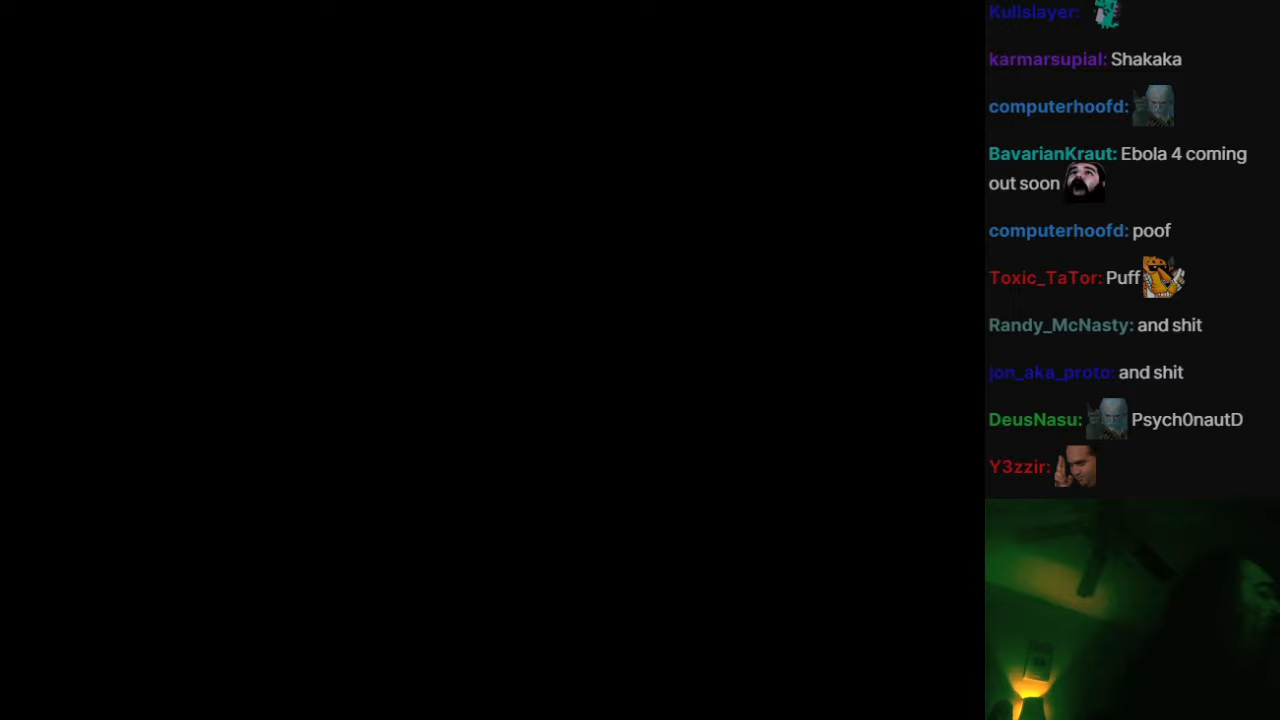 Kullslayer:
karmarsupial: Shakaka
computerhoofd:
BavarianKraut: Ebola 4 coming
out soon
computerhoofd: poof
Toxic_TaTor: Puff
Randy_McNasty: and shit
jon_aka_proto: and shit
DeusNasu: Psych0nautD
Y3zzir: